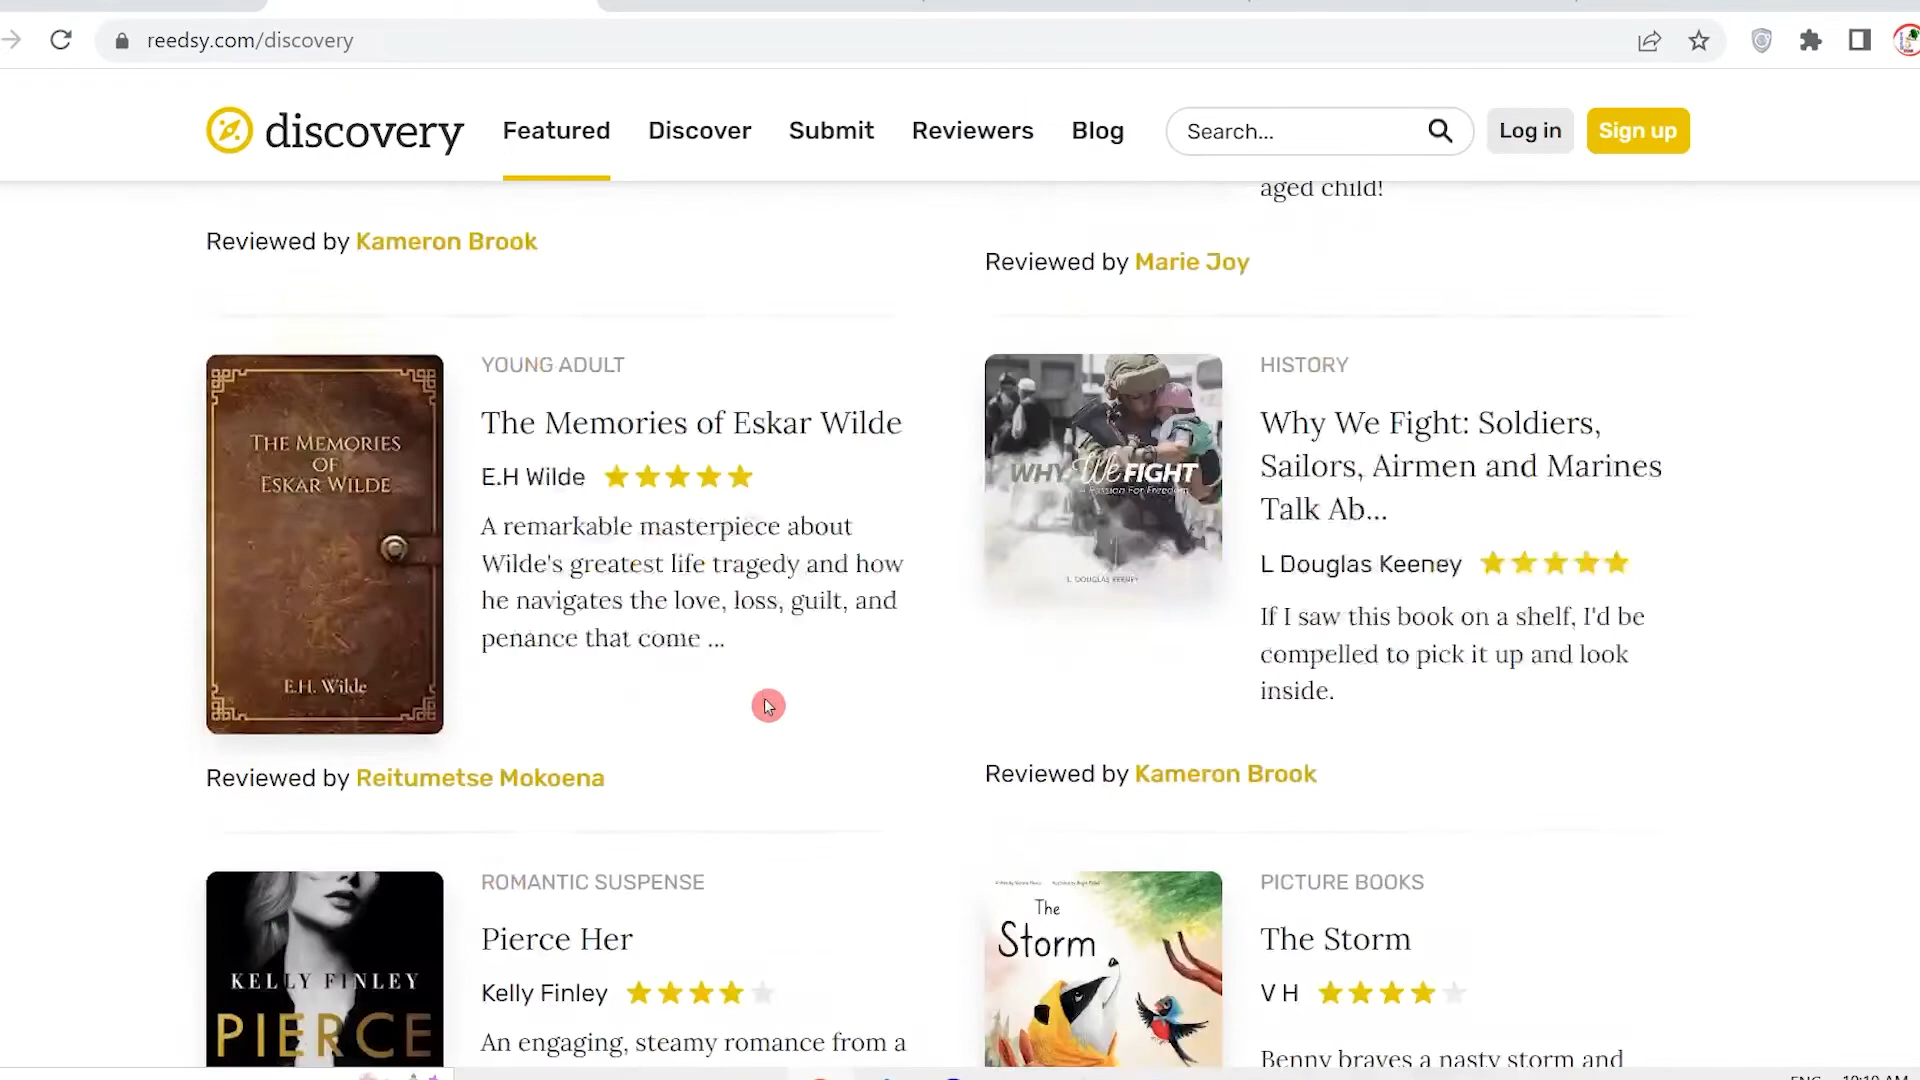 reedsy.com/discovery
discovery
Featured
Discover
Submit
Reviewers
Blog
Search...
Log in
Sign up
aged child!
Reviewed by Kameron Brook
Reviewed by Marie Joy
THE MEMORIES
OF
ESKAR WILDE
E.H. Wilde
YOUNG ADULT
The Memories of Eskar Wilde
E.H Wilde
A remarkable masterpiece about
Wilde's greatest life tragedy and how
he navigates the love, loss, guilt, and
penance that come ...
Reviewed by Reitumetse Mokoena
WHY We FIGHT
A Passion For Freedom
L. DOUGLAS KEENEY
HISTORY
Why We Fight: Soldiers,
Sailors, Airmen and Marines
Talk Ab...
L Douglas Keeney
If I saw this book on a shelf, I'd be
compelled to pick it up and look
inside.
Reviewed by Kameron Brook
KELLY FINLEY
PIERCE
ROMANTIC SUSPENSE
Pierce Her
Kelly Finley
An engaging, steamy romance from a
The
Storm
PICTURE BOOKS
The Storm
V H
Benny braves a nasty storm and